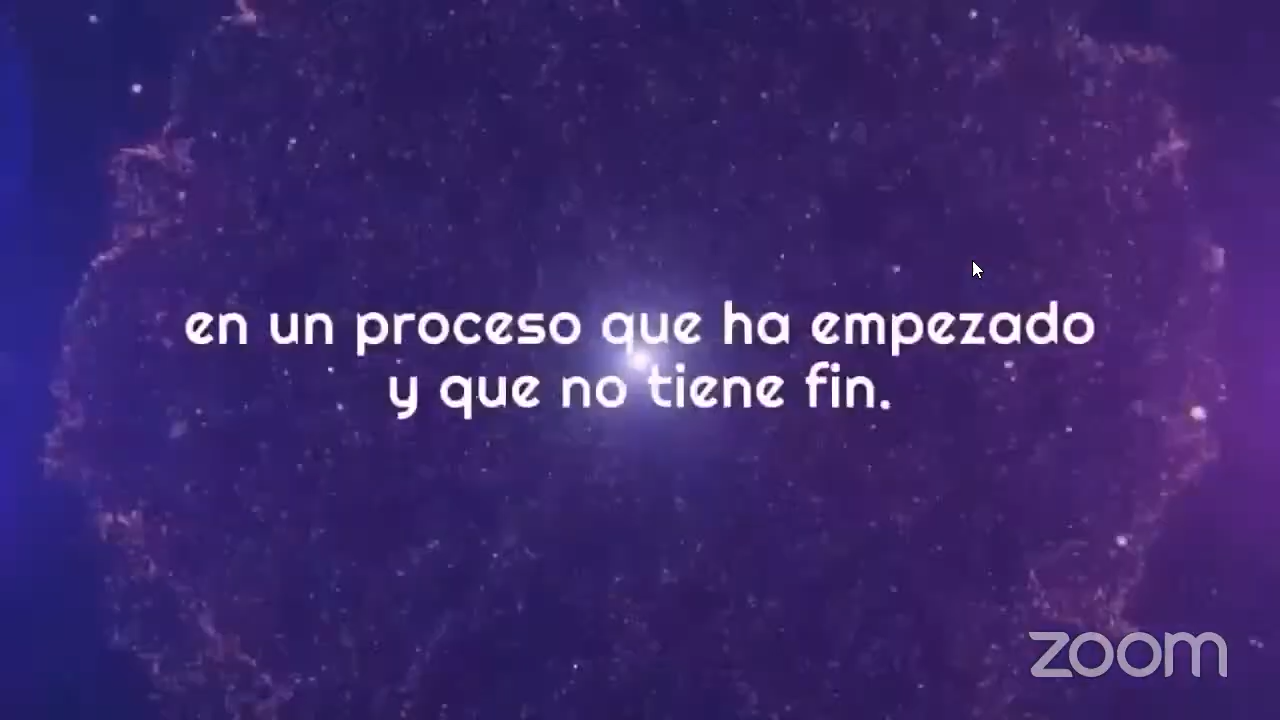 en un proceso que ha empezado
y que no tiene fin.
zoom